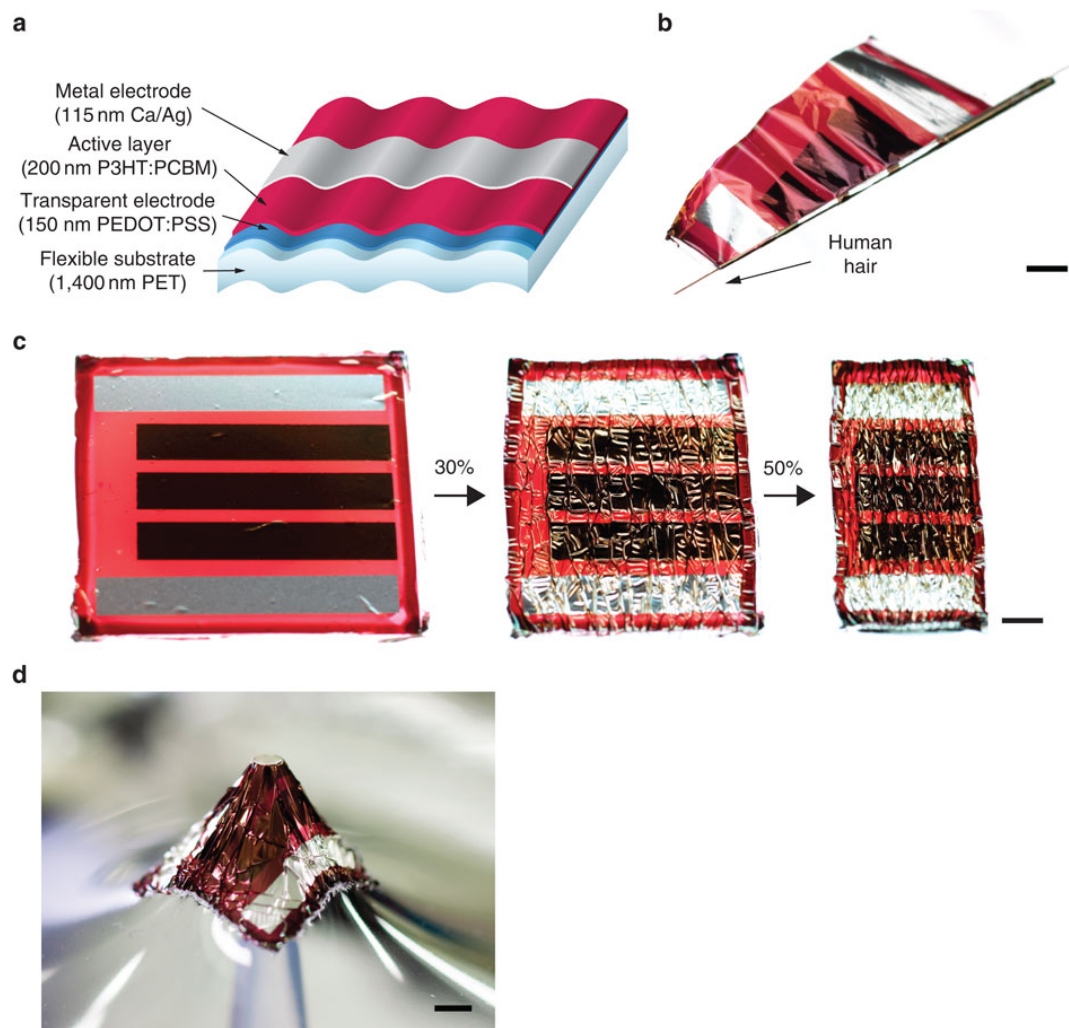 a
Metal electrode
(115 nm Ca/Ag)
Active layer
(200 nm P3HT:PCBM)
Transparent electrode
(150 nm PEDOT:PSS)
Flexible substrate
(1,400 nm PET)
b
Human
hair
c
30%
50%
d